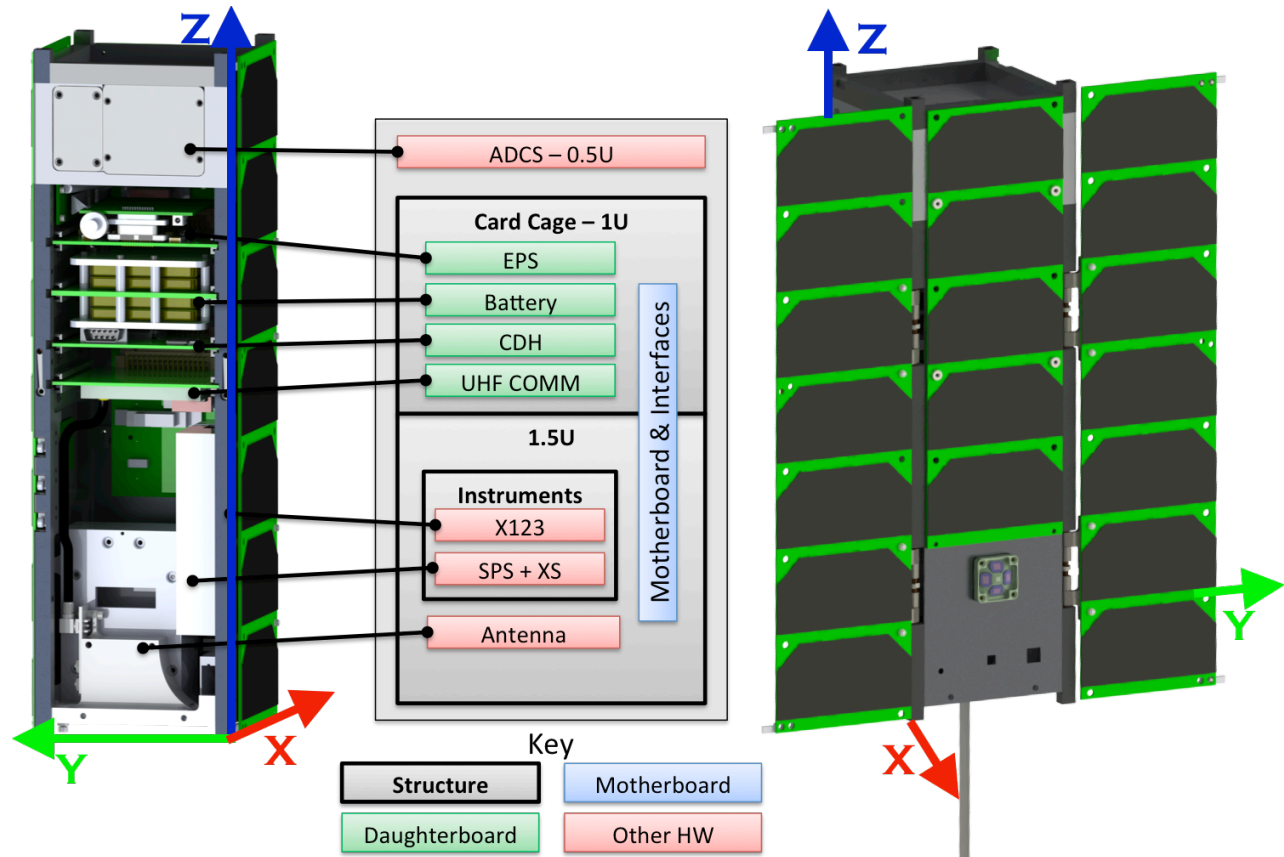 Z
Y
X
ADCS – 0.5U
Card Cage – 1U
EPS
Battery
CDH
UHF COMM
1.5U
Instruments
X123
SPS + XS
Antenna
Motherboard & Interfaces
Key
Structure
Motherboard
Daughterboard
Other HW
Z
Y
X